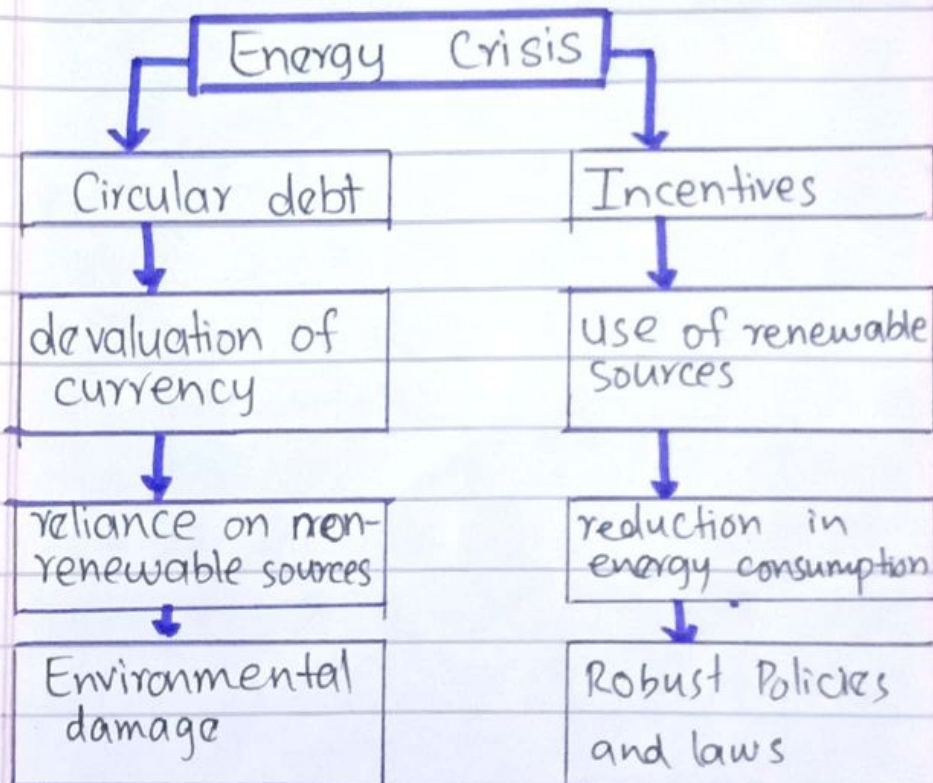 Energy Crisis
Circular debt
Incentives
devaluation of
currency
use of renewable
sources
reliance on non-
renewable sources
reduction in
energy consumption
Environmental
damage
Robust Policies
and laws